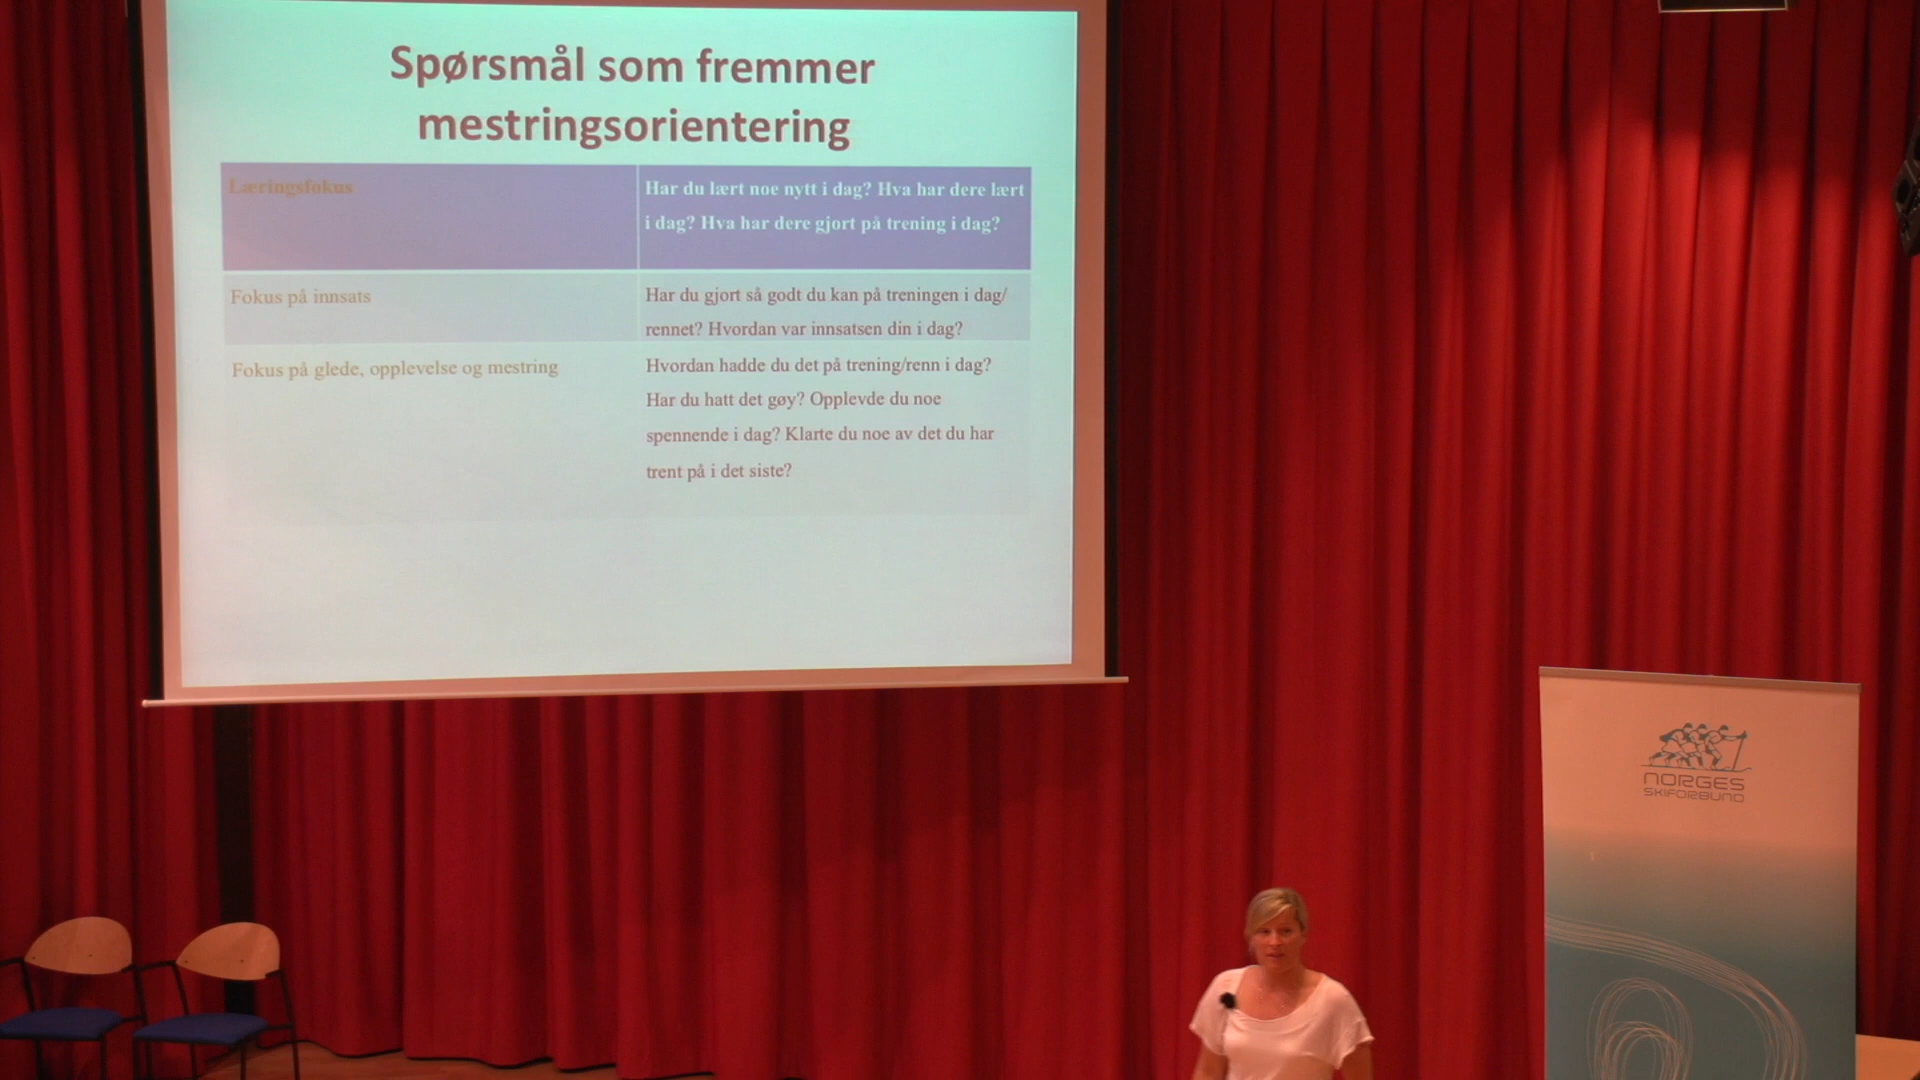 Spørsmål som fremmer
mestringsorientering
Læringsfokus
Har du lært noe nytt i dag? Hva har dere lært
i dag? Hva har dere gjort på trening i dag?
Fokus på innsats
Har du gjort så godt du kan på treningen i dag/
rennet? Hvordan var innsatsen din i dag?
Fokus på glede, opplevelse og mestring
Hvordan hadde du det på trening/renn i dag?
Har du hatt det gøy? Opplevde du noe
spennende i dag? Klarte du noe av det du har
trent på i det siste?
NORGES
SKIFORBUND